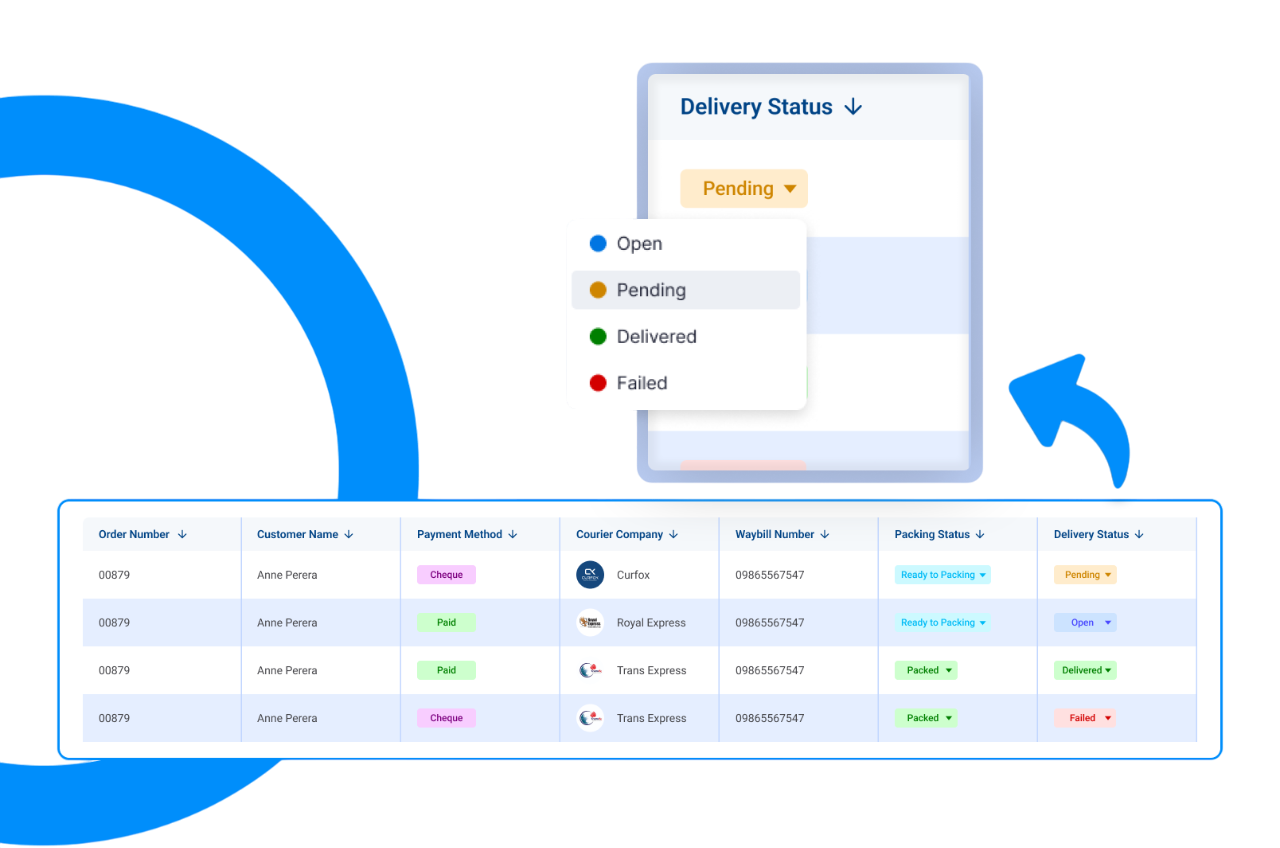 Delivery Status
Pending
Open
Pending
Delivered
Failed
Order Number Customer Name Payment Method Courier Company Waybill Number Packing Status Delivery Status
00879 Anne Perera Cheque Curfox 09865567547 Ready to Packing Pending
00879 Anne Perera Paid Royal Express 09865567547 Ready to Packing Open
00879 Anne Perera Paid Trans Express 09865567547 Packed Delivered
00879 Anne Perera Cheque Trans Express 09865567547 Packed Failed